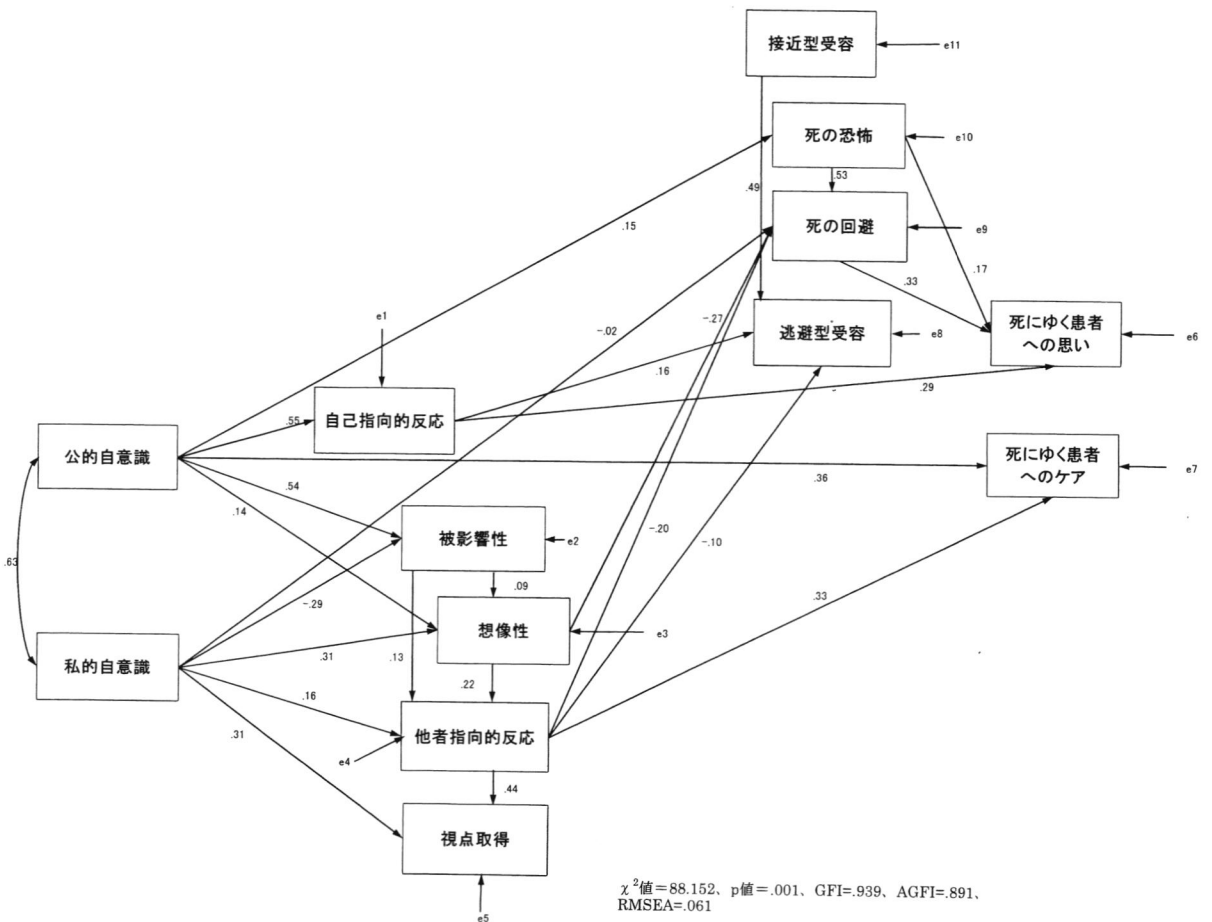 接近型受容
e11
死の恐怖
e10
.53
.49
死の回避
e9
.15
.33
.17
e1
-.02
-.27
逃避型受容
e8
死にゆく患者
への思い
e6
.16
.29
自己指向的反応
.55
公的自意識
死にゆく患者
へのケア
e7
.36
.54
.14
被影響性
e2
-.20
-.10
.63
.09
-.29
.33
想像性
e3
私的自意識
.31
.13
.22
.16
.31
他者指向的反応
e4
.44
視点取得
χ²値=88.152、p値=.001、GFI=.939、AGFI=.891、
RMSEA=.061
e5